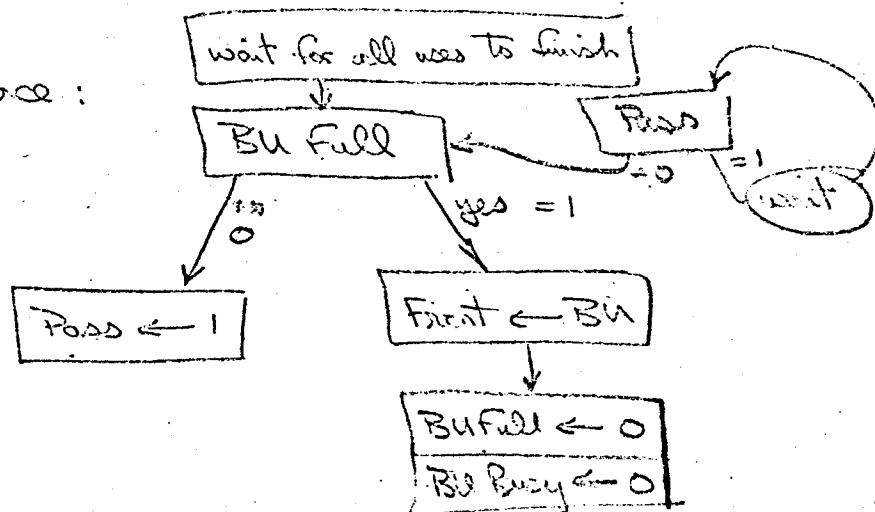 wait for all uses to finish
BU Full
Pass
=0
=1
wait
0
yes = 1
Pass ← 1
Front ← BU
BU Full ← 0
BU Busy ← 0